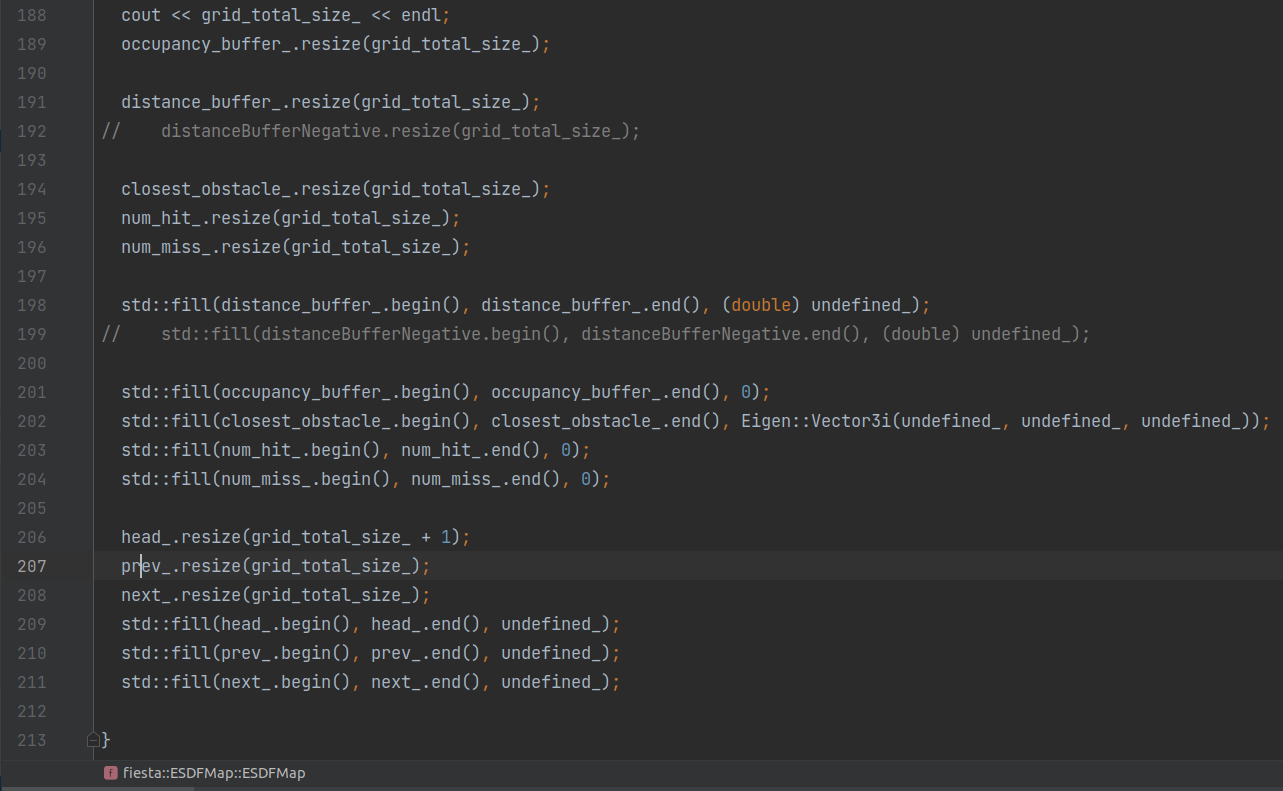 188 cout << grid_total_size_ << endl;
189 occupancy_buffer_.resize(grid_total_size_);
190
191 distance_buffer_.resize(grid_total_size_);
192 //    distanceBufferNegative.resize(grid_total_size_);
193
194 closest_obstacle_.resize(grid_total_size_);
195 num_hit_.resize(grid_total_size_);
196 num_miss_.resize(grid_total_size_);
197
198 std::fill(distance_buffer_.begin(), distance_buffer_.end(), (double) undefined_);
199 //    std::fill(distanceBufferNegative.begin(), distanceBufferNegative.end(), (double) undefined_);
200
201 std::fill(occupancy_buffer_.begin(), occupancy_buffer_.end(), 0);
202 std::fill(closest_obstacle_.begin(), closest_obstacle_.end(), Eigen::Vector3i(undefined_, undefined_, undefined_));
203 std::fill(num_hit_.begin(), num_hit_.end(), 0);
204 std::fill(num_miss_.begin(), num_miss_.end(), 0);
205
206 head_.resize(grid_total_size_ + 1);
207 prev_.resize(grid_total_size_);
208 next_.resize(grid_total_size_);
209 std::fill(head_.begin(), head_.end(), undefined_);
210 std::fill(prev_.begin(), prev_.end(), undefined_);
211 std::fill(next_.begin(), next_.end(), undefined_);
212
213 }
f fiesta::ESDFMap::ESDFMap